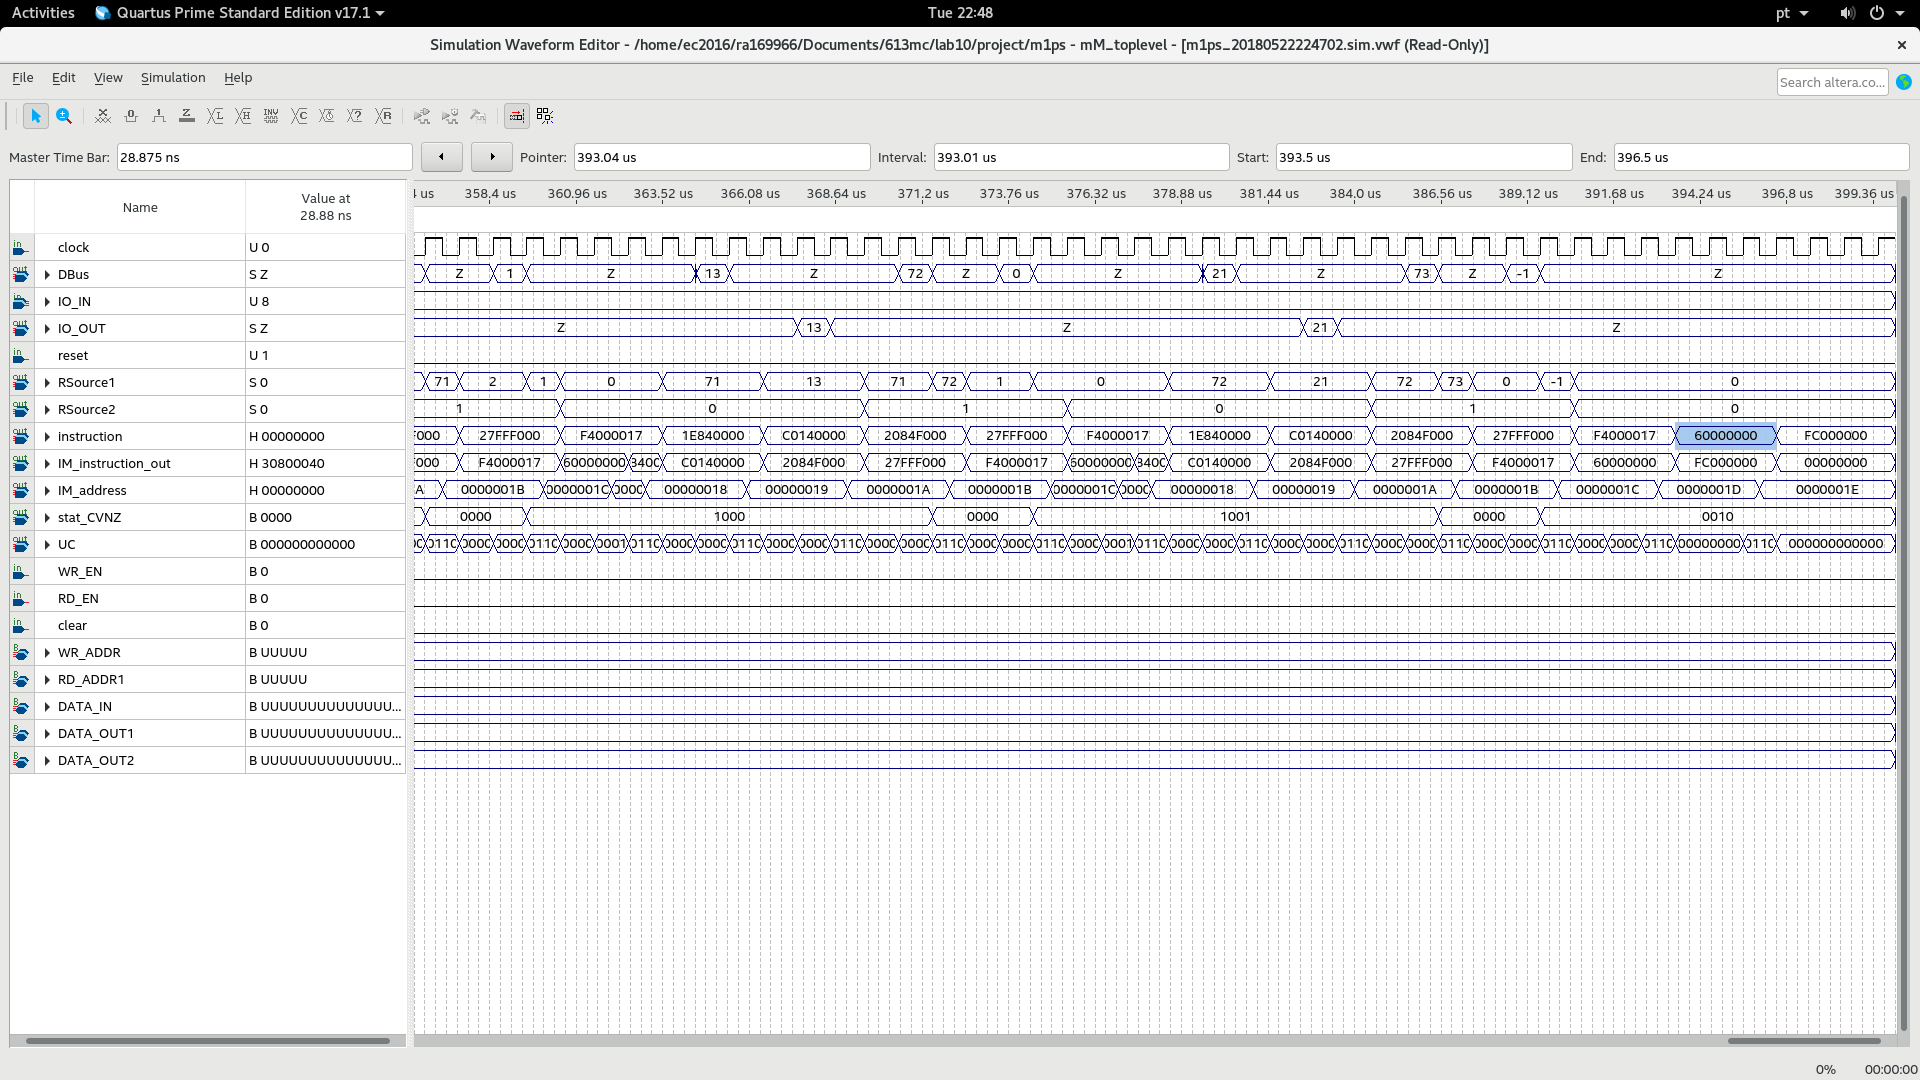 Activities Quartus Prime Standard Edition v17.1 Tue 22:48 pt
Simulation Waveform Editor - /home/ec2016/ra169966/Documents/613mc/lab10/project/m1ps - mM_toplevel - [m1ps_20180522224702.sim.vwf (Read-Only)]
File Edit View Simulation Help Search altera.co...
Master Time Bar: 28.875 ns Pointer: 393.04 us Interval: 393.01 us Start: 393.5 us End: 396.5 us
Name Value at 28.88 ns 4 us 358.4 us 360.96 us 363.52 us 366.08 us 368.64 us 371.2 us 373.76 us 376.32 us 378.88 us 381.44 us 384.0 us 386.56 us 389.12 us 391.68 us 394.24 us 396.8 us 399.36 us
clock U 0
DBus S Z Z 1 Z 13 Z 72 Z 0 Z 21 Z 73 Z -1 Z
IO_IN U 8
IO_OUT S Z Z 13 Z 21 Z
reset U 1
RSource1 S 0 71 2 1 0 71 13 71 72 1 0 72 21 72 73 0 -1 0
RSource2 S 0 1 0 1 0 1 0
instruction H 00000000 F000 27FFF000 F4000017 1E840000 C0140000 2084F000 27FFF000 F4000017 1E840000 C0140000 2084F000 27FFF000 F4000017 60000000 FC000000
IM_instruction_out H 30800040 F000 F4000017 60000000 3400 C0140000 2084F000 27FFF000 F4000017 60000000 3400 C0140000 2084F000 27FFF000 F4000017 60000000 FC000000 00000000
IM_address H 00000000 A 0000001B 0000001C 000 00000018 00000019 0000001A 0000001B 0000001C 000 00000018 00000019 0000001A 0000001B 0000001C 0000001D 0000001E
stat_CVNZ B 0000 0000 1000 0000 1001 0000 0010
UC B 000000000000 000000000000
WR_EN B 0
RD_EN B 0
clear B 0
WR_ADDR B UUUUU
RD_ADDR1 B UUUUU
DATA_IN B UUUUUUUUUUUUUU...
DATA_OUT1 B UUUUUUUUUUUUUU...
DATA_OUT2 B UUUUUUUUUUUUUU...
0% 00:00:00